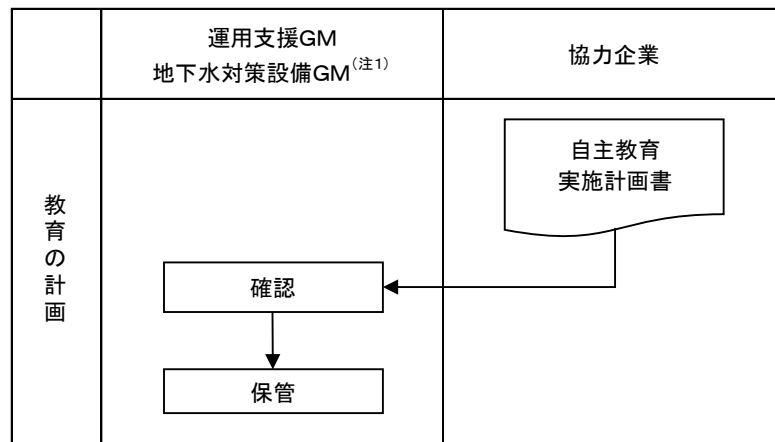 運用支援GM
地下水対策設備GM(注1)
協力企業
教育の計画
自主教育
実施計画書
確認
保管